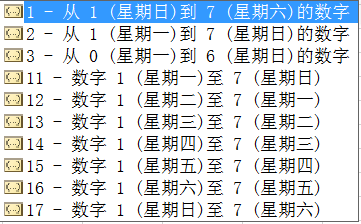 1 - 从 1 (星期日)到 7 (星期六)的数字
2 - 从 1 (星期一)到 7 (星期日)的数字
3 - 从 0 (星期一)到 6 (星期日)的数字
11 - 数字 1 (星期一)至 7 (星期日)
12 - 数字 1 (星期二)至 7 (星期一)
13 - 数字 1 (星期三)至 7 (星期二)
14 - 数字 1 (星期四)至 7 (星期三)
15 - 数字 1 (星期五)至 7 (星期四)
16 - 数字 1 (星期六)至 7 (星期五)
17 - 数字 1 (星期日)至 7 (星期六)